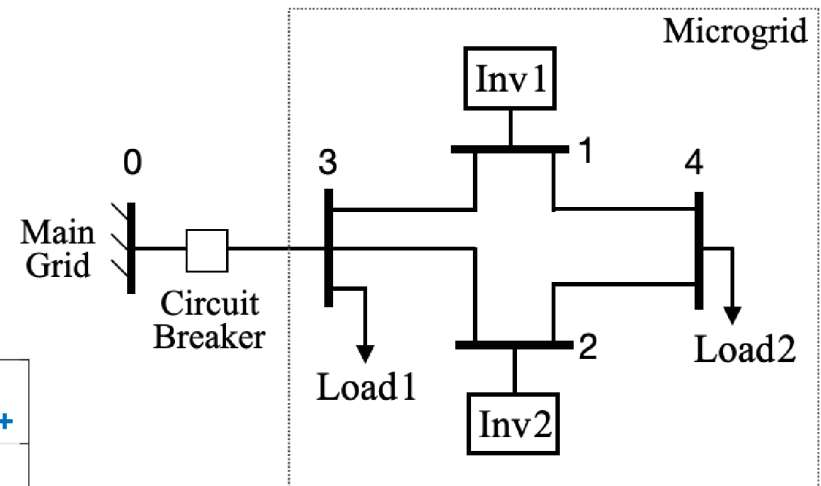 Microgrid
Inv1
1
0
3
4
Main
Grid
Circuit
Breaker
Load1
2
Load2
Inv2
+